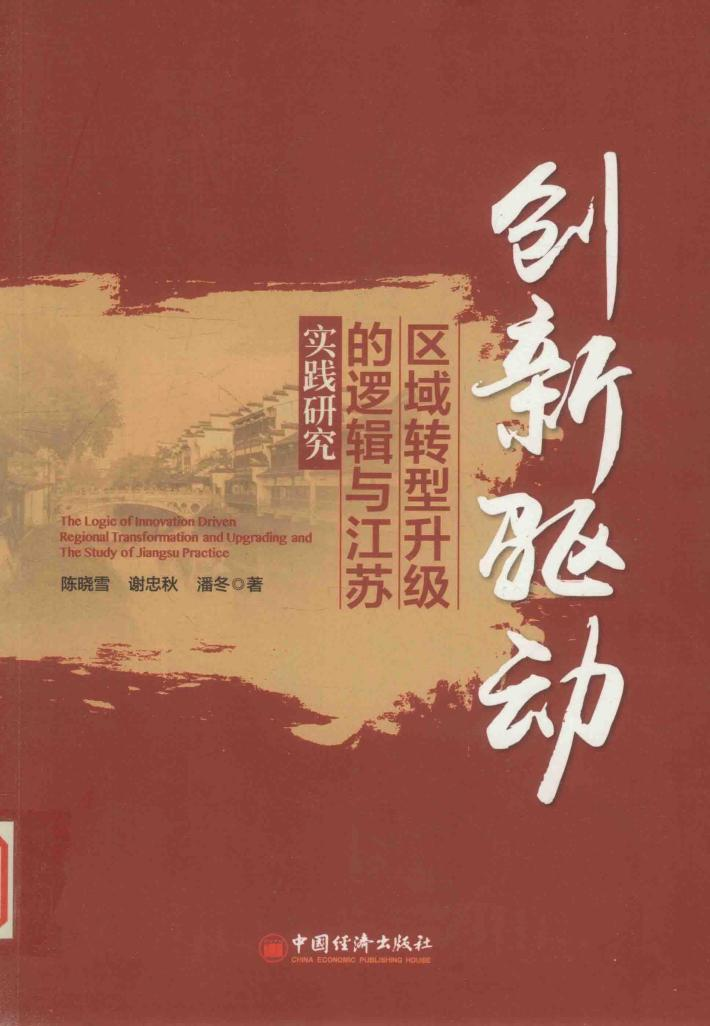 创新驱动
区域转型升级
的逻辑与江苏
实践研究
The Logic of Innovation Driven
Regional Transformation and Upgrading and
The Study of Jiangsu Practice
陈晓雪 谢忠秋 潘冬◎著
中国经济出版社
CHINA ECONOMIC PUBLISHING HOUSE